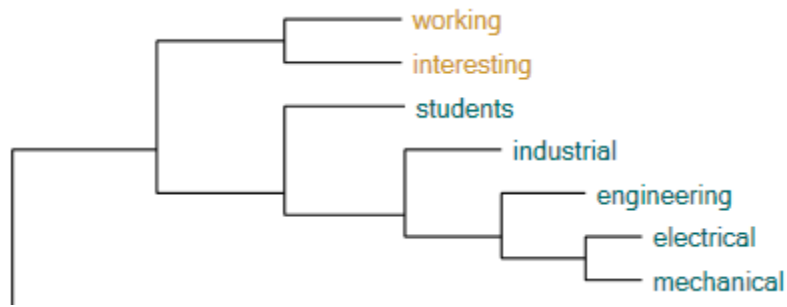 working
interesting
students
industrial
engineering
electrical
mechanical